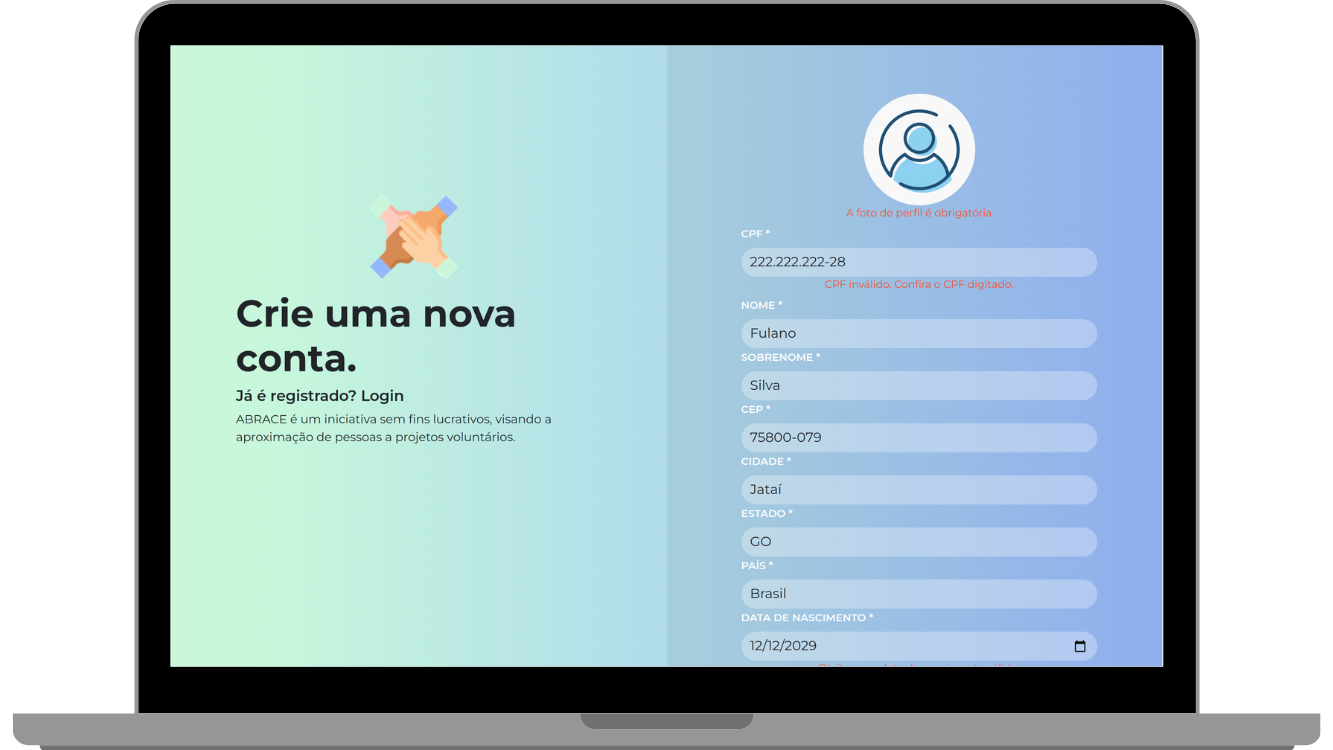 Crie uma nova
conta.
Já é registrado? Login
ABRACE é um iniciativa sem fins lucrativos, visando a
aproximação de pessoas a projetos voluntários.
A foto de perfil é obrigatória
CPF *
222.222.222-28
CPF inválido. Confira o CPF digitado.
NOME *
Fulano
SOBRENOME *
Silva
CEP *
75800-079
CIDADE *
Jataí
ESTADO *
GO
PAÍS *
Brasil
DATA DE NASCIMENTO *
12/12/2029